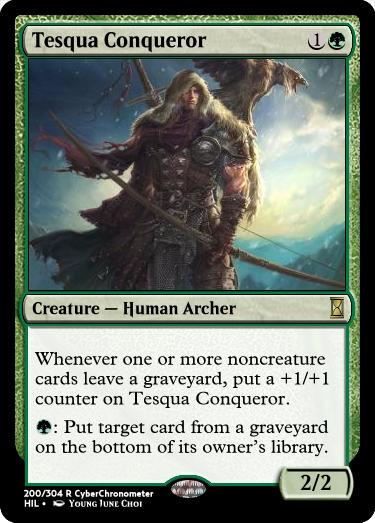 Tesqua Conqueror 1
Creature — Human Archer
Whenever one or more noncreature
cards leave a graveyard, put a +1/+1
counter on Tesqua Conqueror.
: Put target card from a graveyard
on the bottom of its owner's library.
2/2
200/304 R CyberChronometer
HIL • Young June Choi